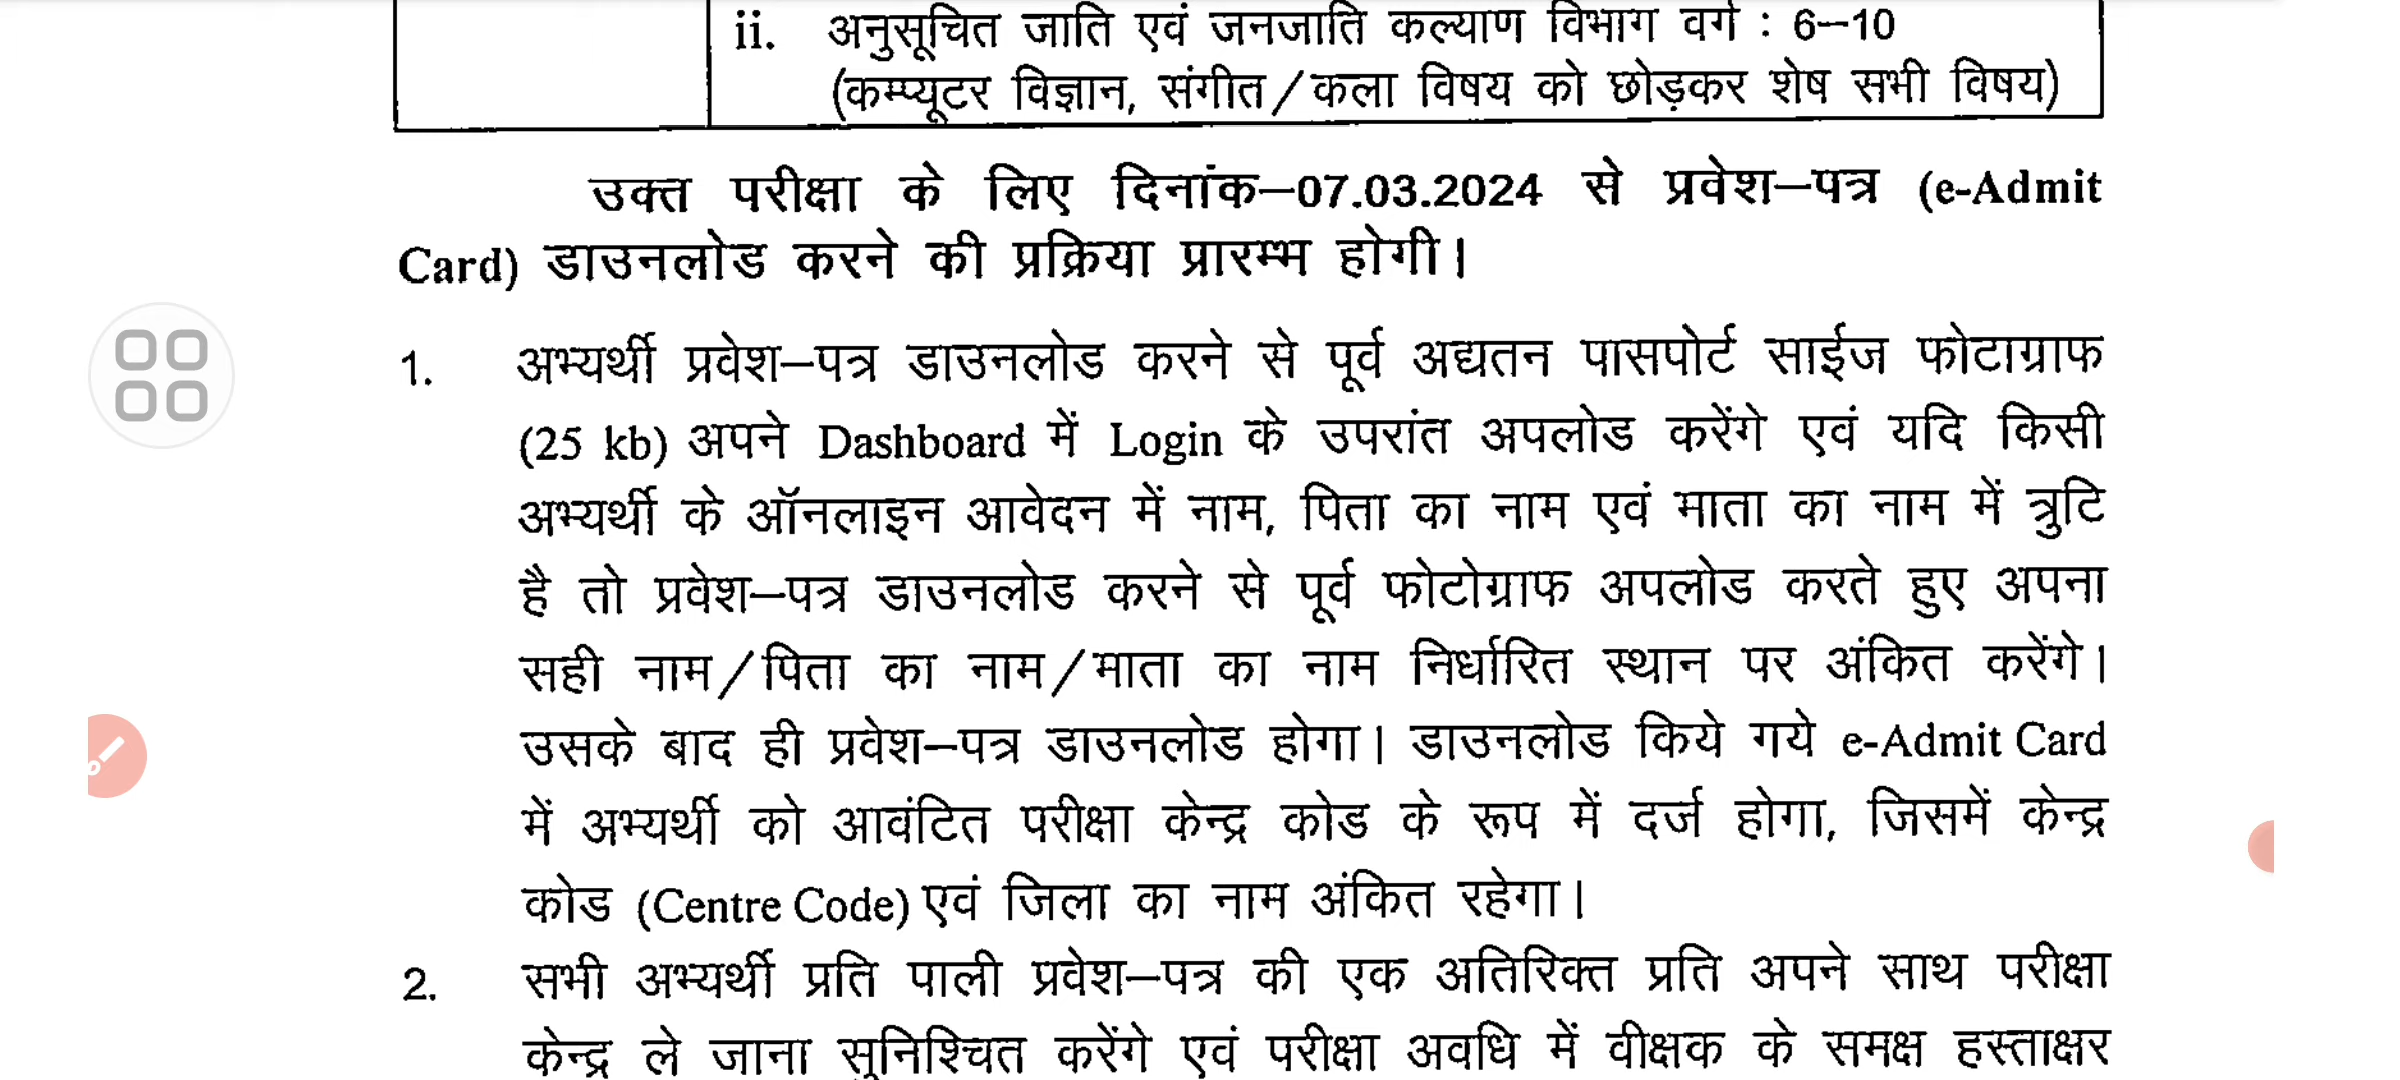 ii. अनुसूचित जाति एवं जनजाति कल्याण विभाग वर्ग : 6–10
(कम्प्यूटर विज्ञान, संगीत/कला विषय को छोड़कर शेष सभी विषय)
उक्त परीक्षा के लिए दिनांक–07.03.2024 से प्रवेश–पत्र (e-Admit
Card) डाउनलोड करने की प्रक्रिया प्रारम्भ होगी।
1. अभ्यर्थी प्रवेश–पत्र डाउनलोड करने से पूर्व अद्यतन पासपोर्ट साईज फोटाग्राफ
(25 kb) अपने Dashboard में Login के उपरांत अपलोड करेंगे एवं यदि किसी
अभ्यर्थी के ऑनलाइन आवेदन में नाम, पिता का नाम एवं माता का नाम में त्रुटि
है तो प्रवेश–पत्र डाउनलोड करने से पूर्व फोटोग्राफ अपलोड करते हुए अपना
सही नाम/पिता का नाम/माता का नाम निर्धारित स्थान पर अंकित करेंगे।
उसके बाद ही प्रवेश–पत्र डाउनलोड होगा। डाउनलोड किये गये e-Admit Card
में अभ्यर्थी को आवंटित परीक्षा केन्द्र कोड के रूप में दर्ज होगा, जिसमें केन्द्र
कोड (Centre Code) एवं जिला का नाम अंकित रहेगा।
2. सभी अभ्यर्थी प्रति पाली प्रवेश–पत्र की एक अतिरिक्त प्रति अपने साथ परीक्षा
केन्द्र ले जाना सुनिश्चित करेंगे एवं परीक्षा अवधि में वीक्षक के समक्ष हस्ताक्षर